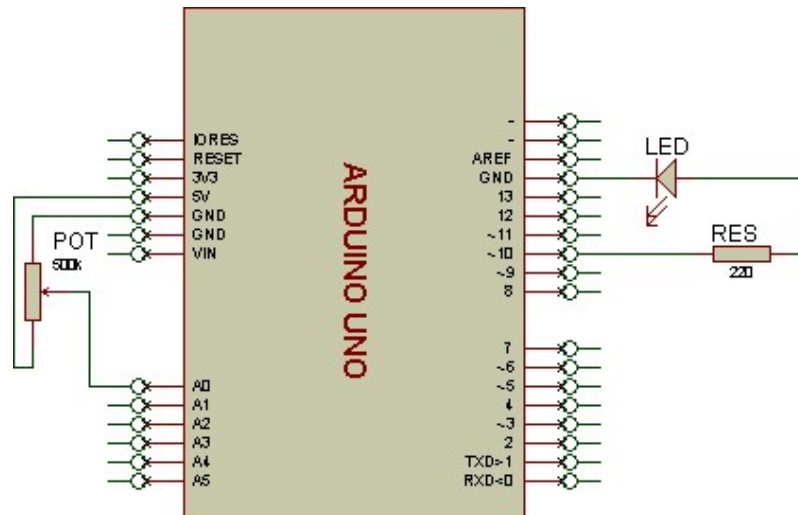 IORES
RESET
3V3
5V
GND
GND
VIN
A0
A1
A2
A3
A4
A5
POT
500k
ARDUINO UNO
-
-
AREF
GND
13
12
~11
~10
~9
8
7
~6
~5
4
~3
2
TXD>1
RXD<0
LED
RES
220